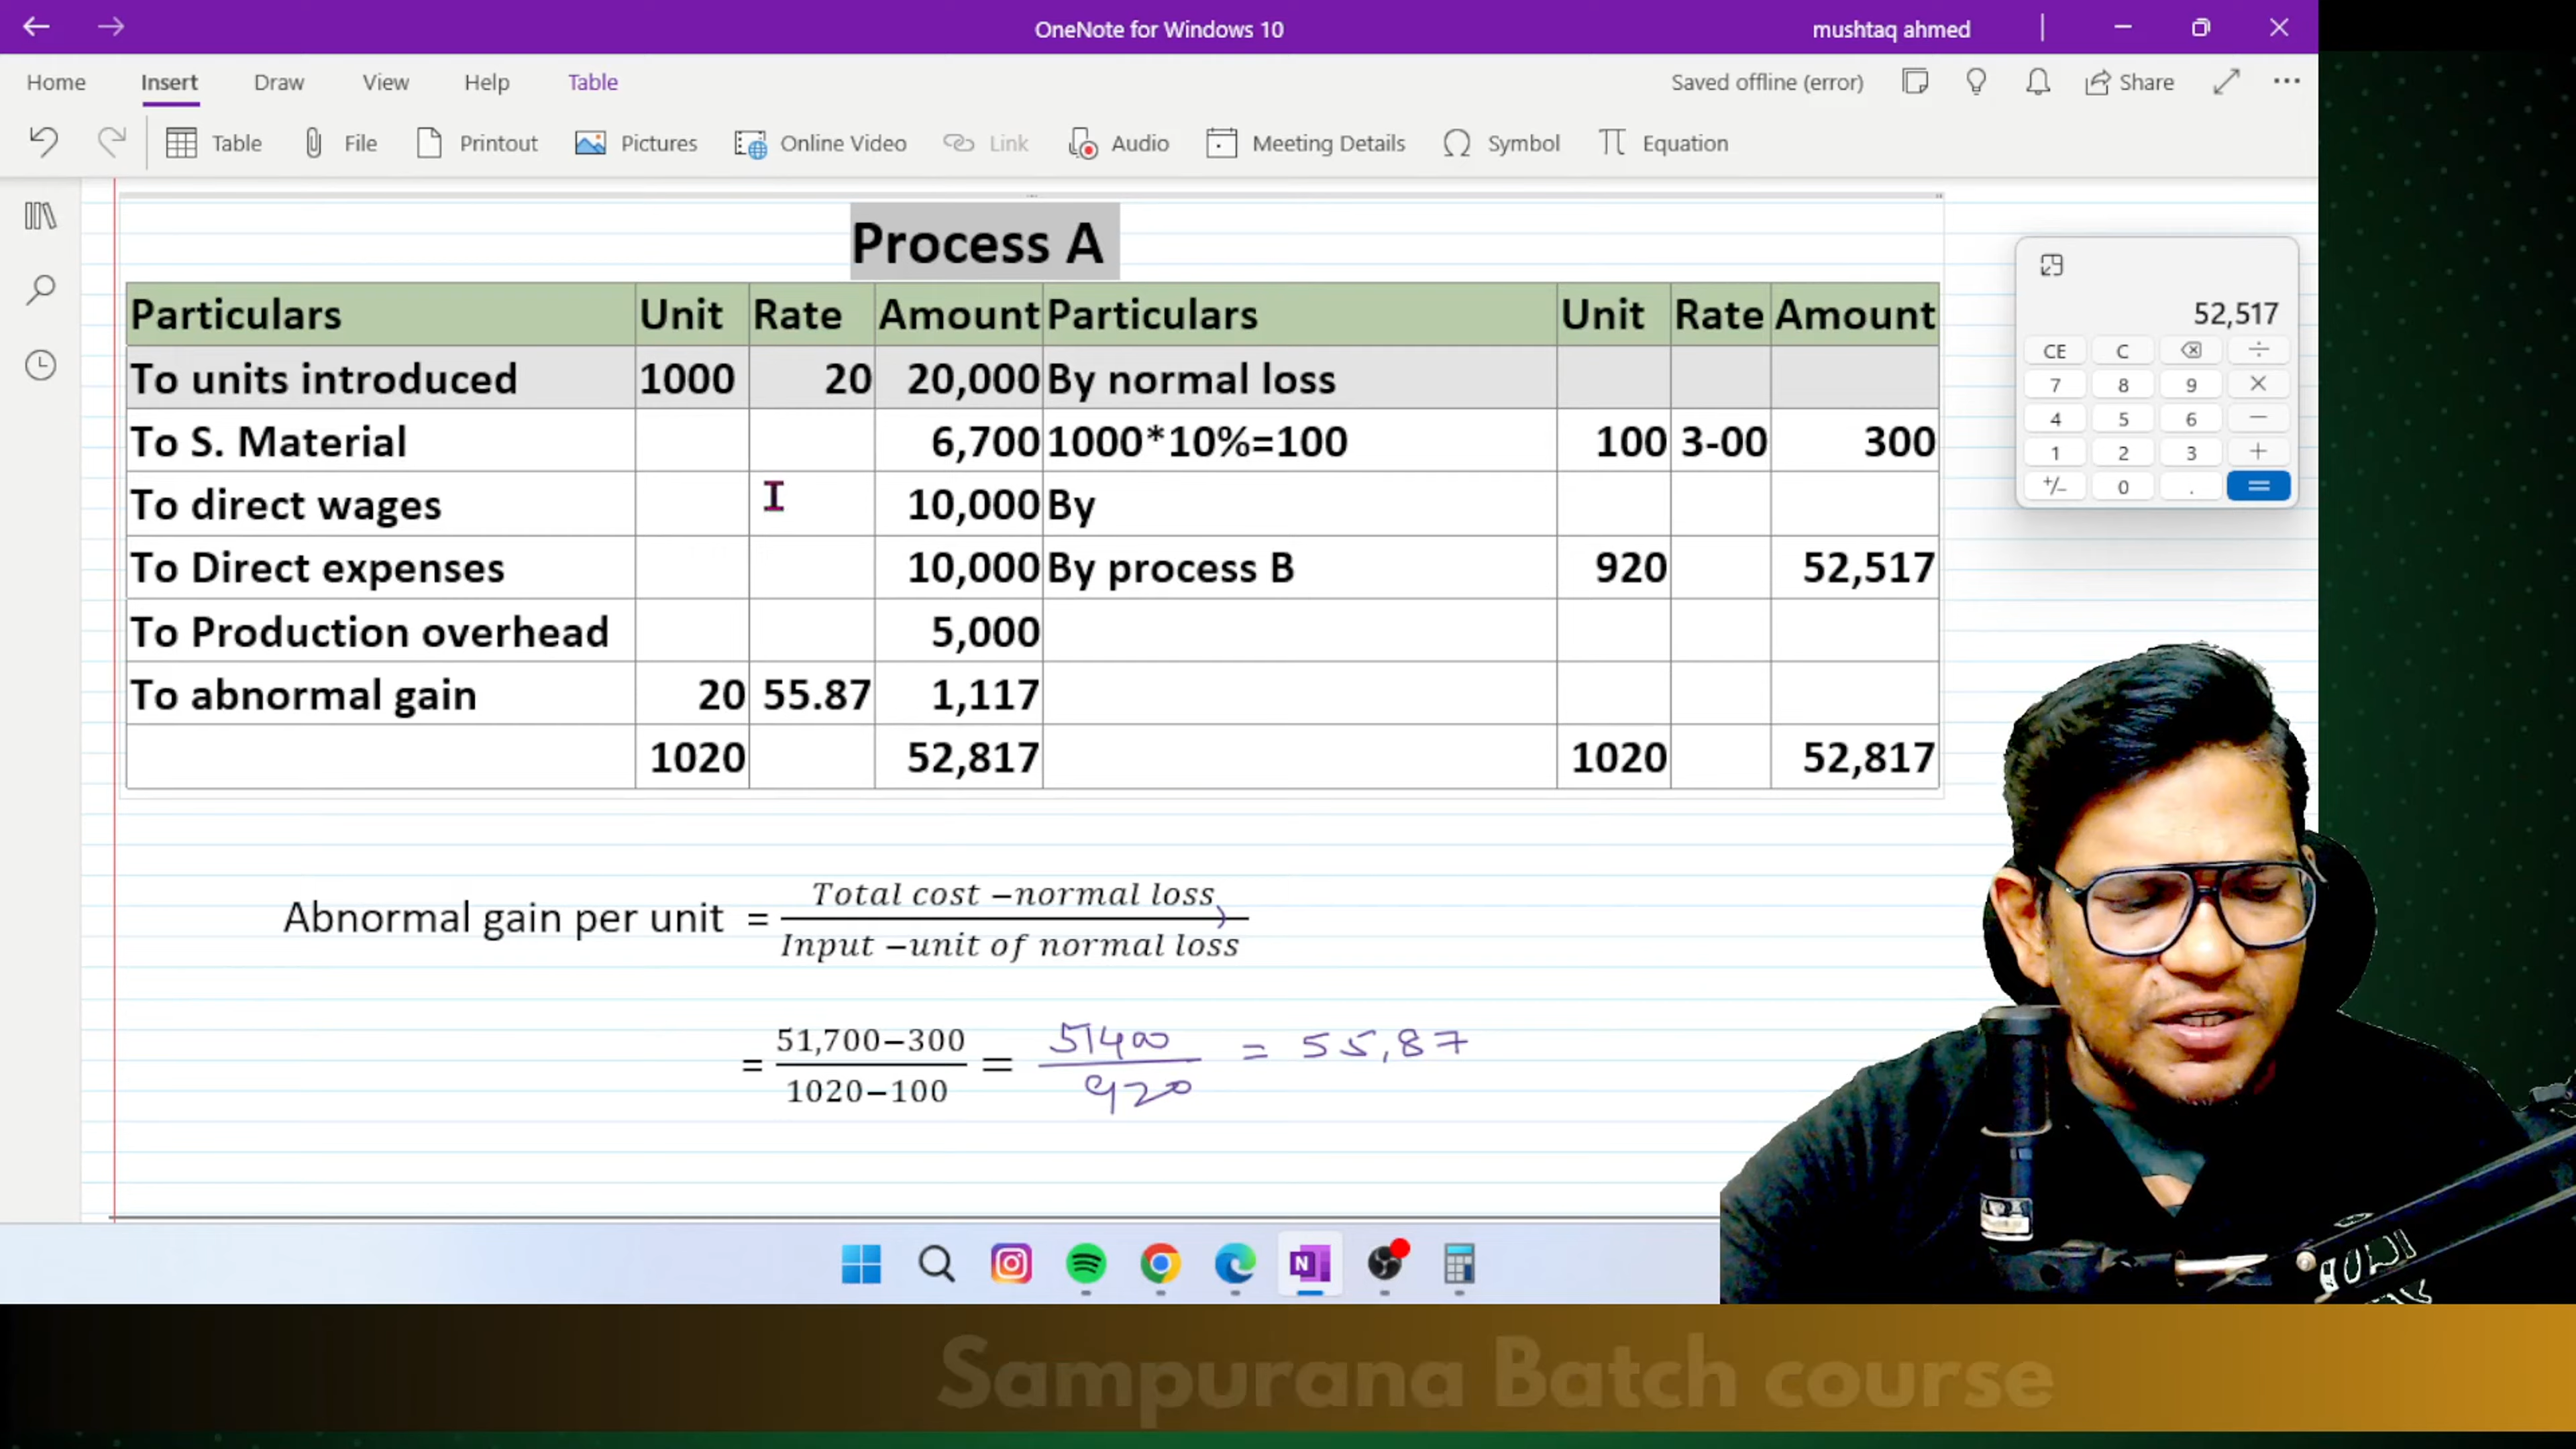 OneNote for Windows 10
mushtaq ahmed
Home Insert Draw View Help Table
Saved offline (error) Share
Table File Printout Pictures Online Video Link Audio Meeting Details Symbol Equation
Process A
Particulars Unit Rate Amount Particulars Unit Rate Amount
To units introduced 1000 20 20,000 By normal loss
To S. Material 6,700 1000*10%=100 100 3-00 300
To direct wages 10,000 By
To Direct expenses 10,000 By process B 920 52,517
To Production overhead 5,000
To abnormal gain 20 55.87 1,117
1020 52,817 1020 52,817
52,517
CE C ÷
7 8 9 ×
4 5 6 −
1 2 3 +
+/− 0 . =
Abnormal gain per unit = Total cost −normal loss
Input −unit of normal loss
= 51,700−300 = 51400 = 55,87
1020−100 920
Sampurana Batch course